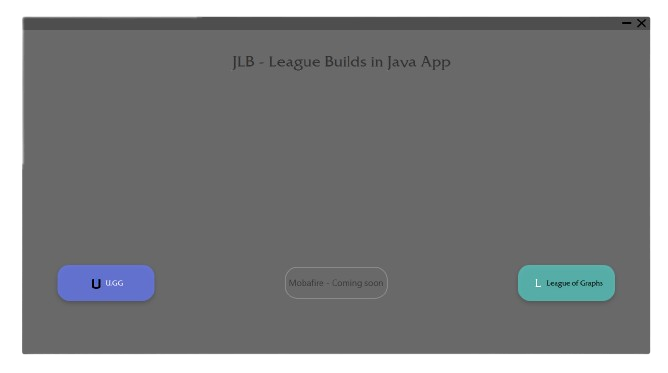 JLB - League Builds in Java App
U U.GG
Mobafire - Coming soon
L League of Graphs